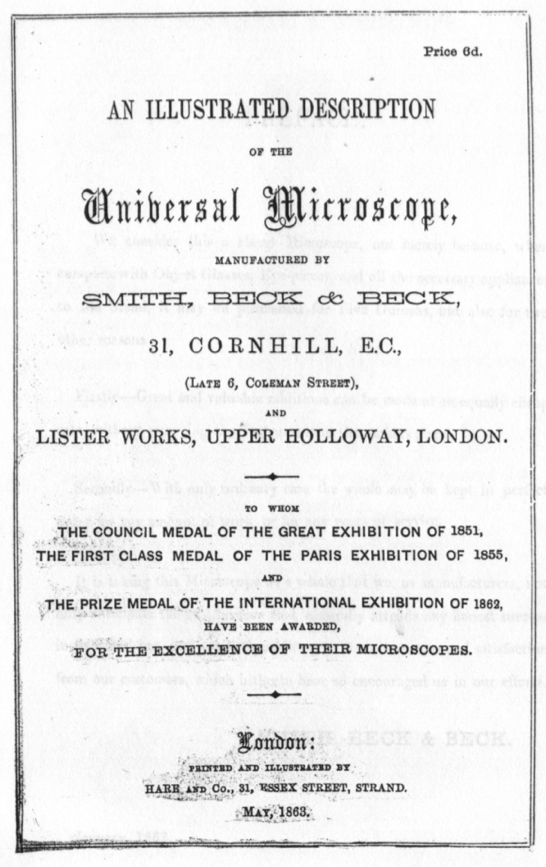 Price 6d.
AN ILLUSTRATED DESCRIPTION
OF THE
Universal Microscope,
MANUFACTURED BY
SMITH, BECK & BECK,
31, CORNHILL, E.C.,
(LATE 6, COLEMAN STREET),
AND
LISTER WORKS, UPPER HOLLOWAY, LONDON.
TO WHOM
THE COUNCIL MEDAL OF THE GREAT EXHIBITION OF 1851,
THE FIRST CLASS MEDAL OF THE PARIS EXHIBITION OF 1855,
AND
THE PRIZE MEDAL OF THE INTERNATIONAL EXHIBITION OF 1862,
HAVE BEEN AWARDED
FOR THE EXCELLENCE OF THEIR MICROSCOPES.
London:
PRINTED AND ILLUSTRATED BY
HARE AND Co., 31, ESSEX STREET, STRAND.
MAY, 1863.